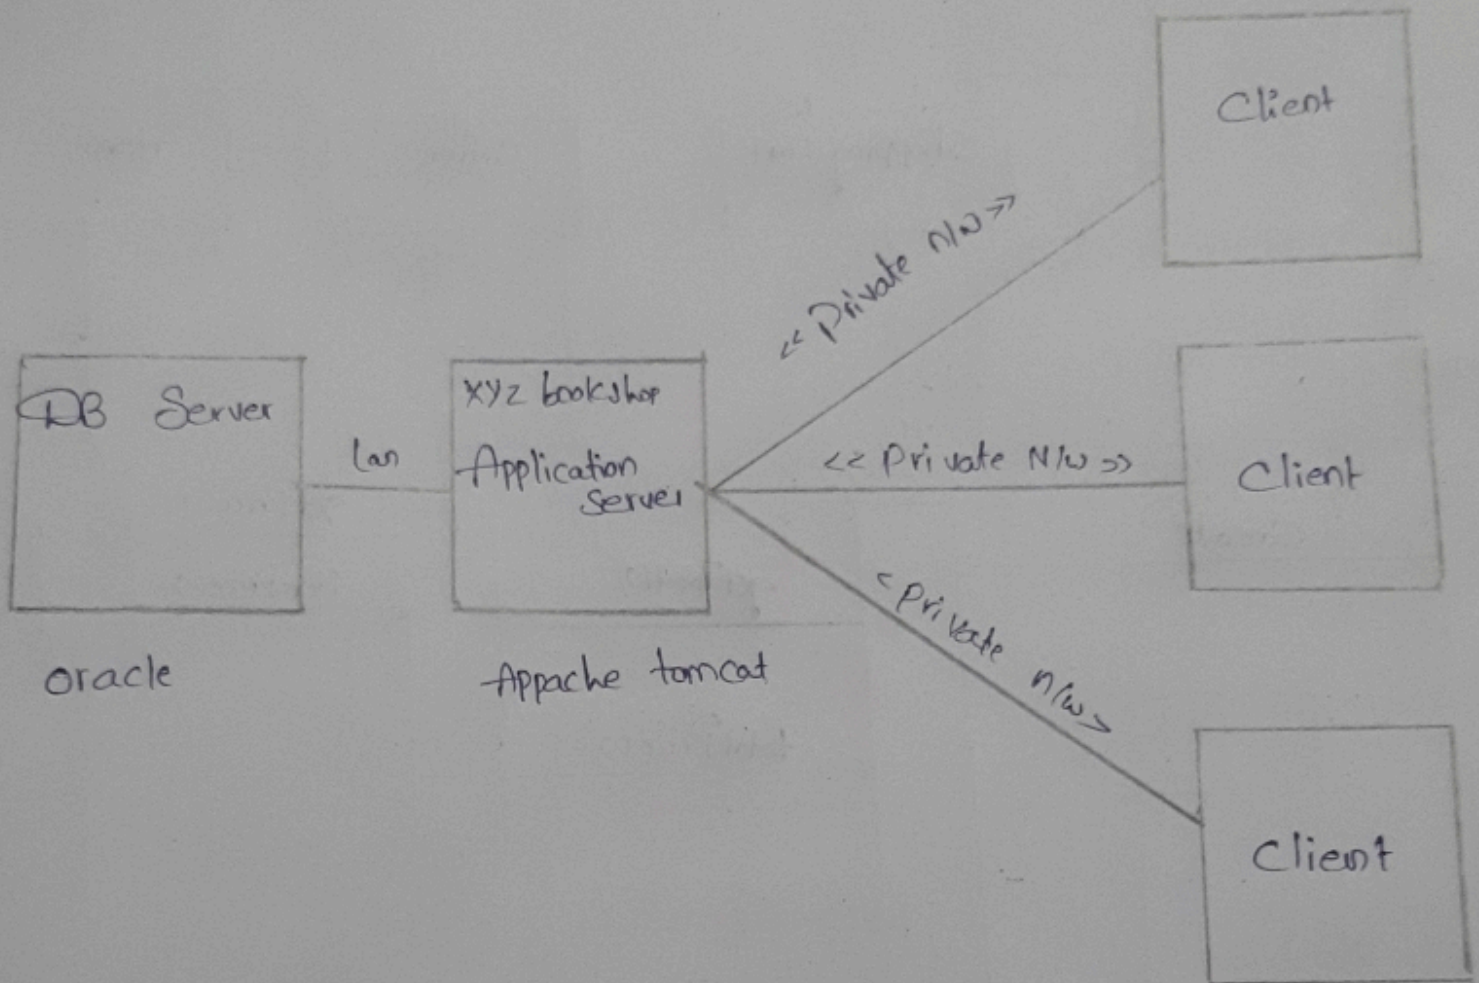 Client
<< Private n/w >>
DB Server
Lan
XYZ bookshop
Application
Server
<< Private N/w >>
Client
< Private n/w >
oracle
Appache tomcat
Client